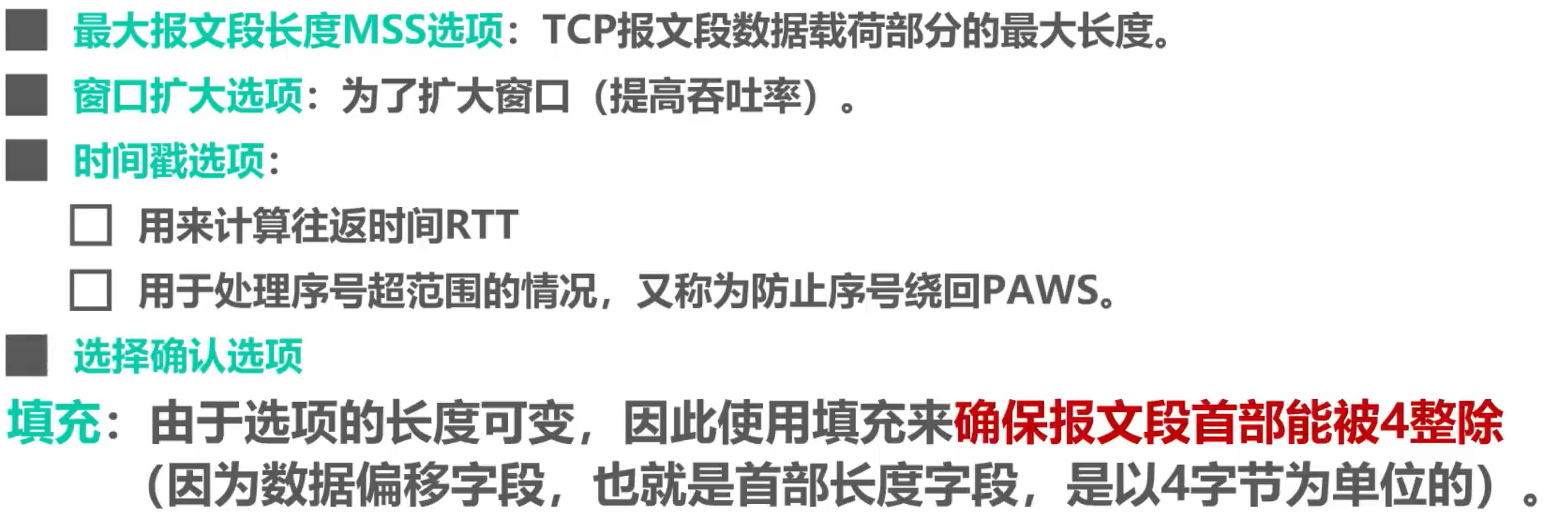 最大报文段长度MSS选项：TCP报文段数据载荷部分的最大长度。
窗口扩大选项：为了扩大窗口（提高吞吐率）。
时间戳选项：
用来计算往返时间RTT
用于处理序号超范围的情况，又称为防止序号绕回PAWS。
选择确认选项
填充：由于选项的长度可变，因此使用填充来确保报文段首部能被4整除
（因为数据偏移字段，也就是首部长度字段，是以4字节为单位的）。